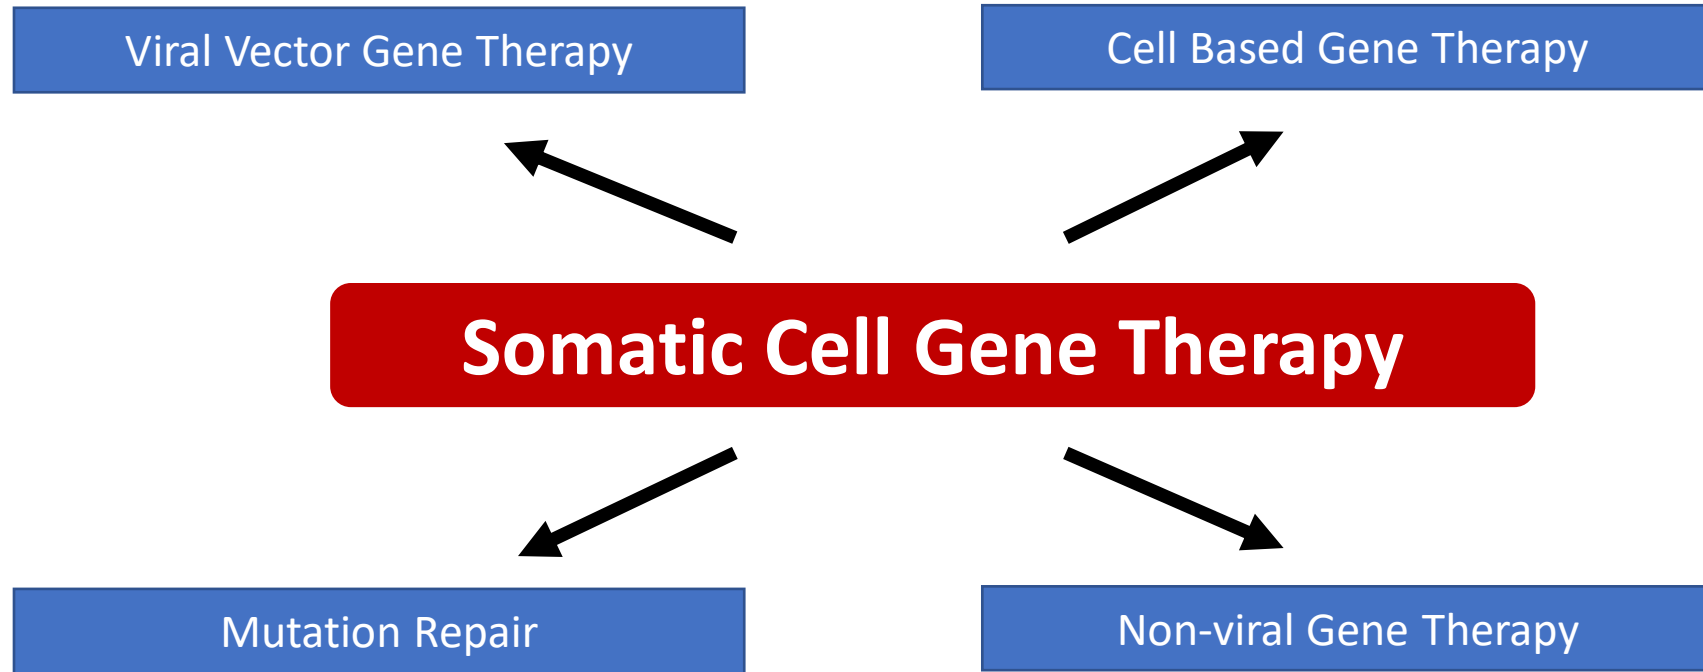 Viral Vector Gene Therapy
Cell Based Gene Therapy
Somatic Cell Gene Therapy
Mutation Repair
Non-viral Gene Therapy